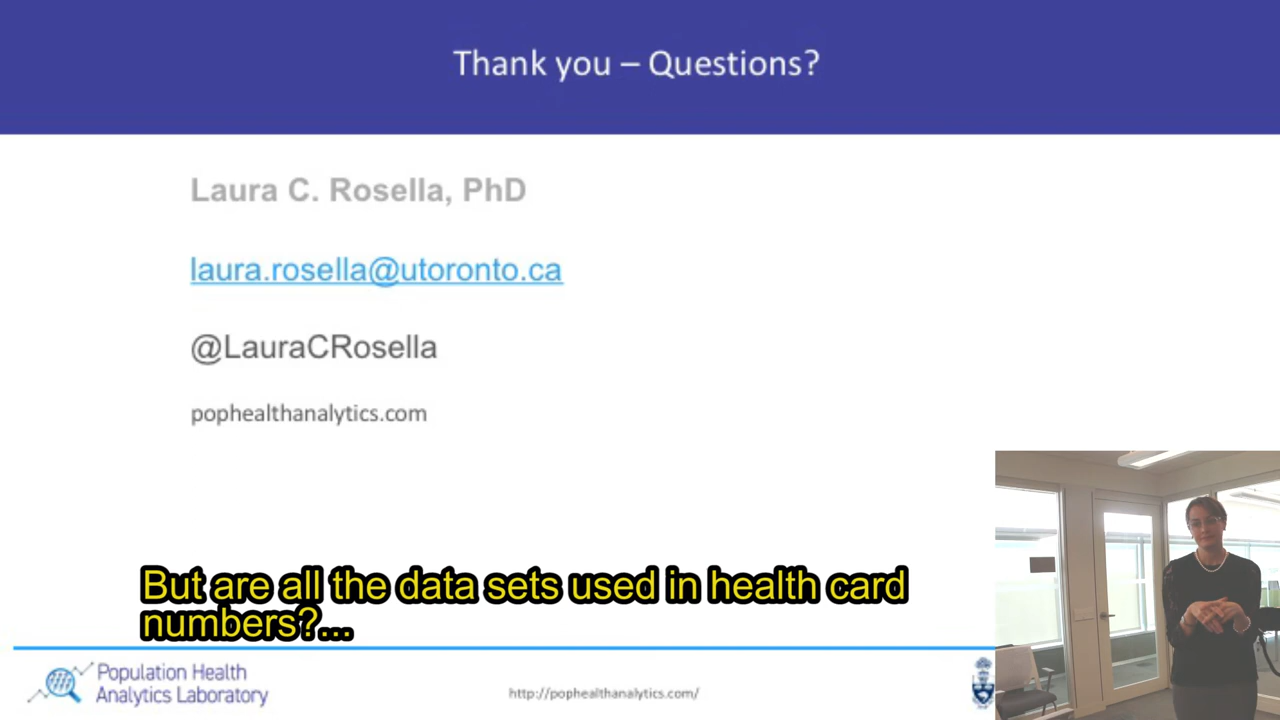 Thank you – Questions?
Laura C. Rosella, PhD
laura.rosella@utoronto.ca
@LauraCRosella
pophealthanalytics.com
But are all the data sets used in health card
numbers?...
Population Health
Analytics Laboratory
http://pophealthanalytics.com/